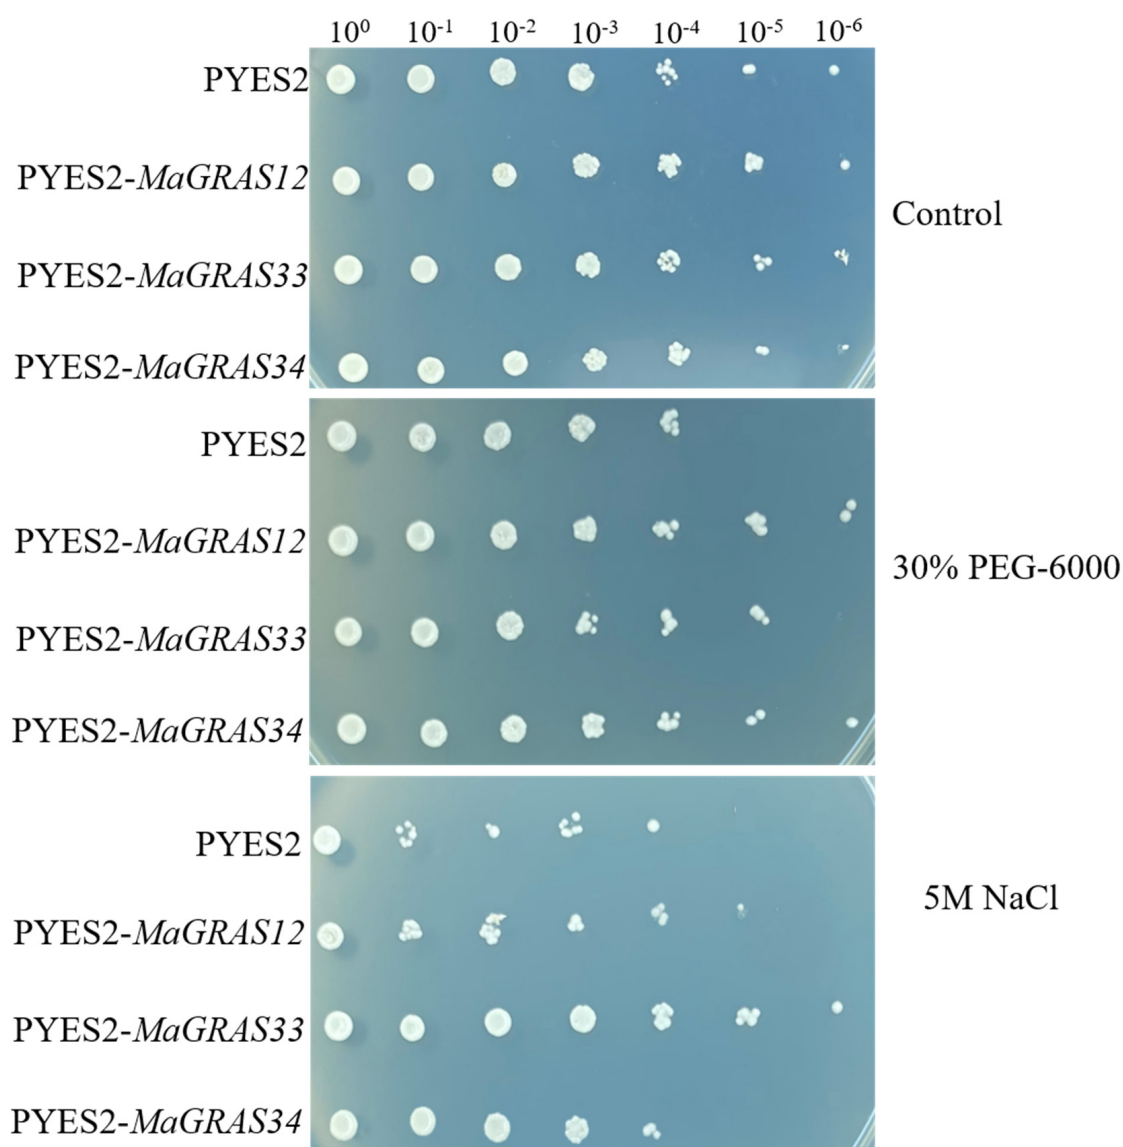 10⁰ 10⁻¹ 10⁻² 10⁻³ 10⁻⁴ 10⁻⁵ 10⁻⁶
PYES2
PYES2-MaGRAS12
Control
PYES2-MaGRAS33
PYES2-MaGRAS34
PYES2
PYES2-MaGRAS12
30% PEG-6000
PYES2-MaGRAS33
PYES2-MaGRAS34
PYES2
5M NaCl
PYES2-MaGRAS12
PYES2-MaGRAS33
PYES2-MaGRAS34